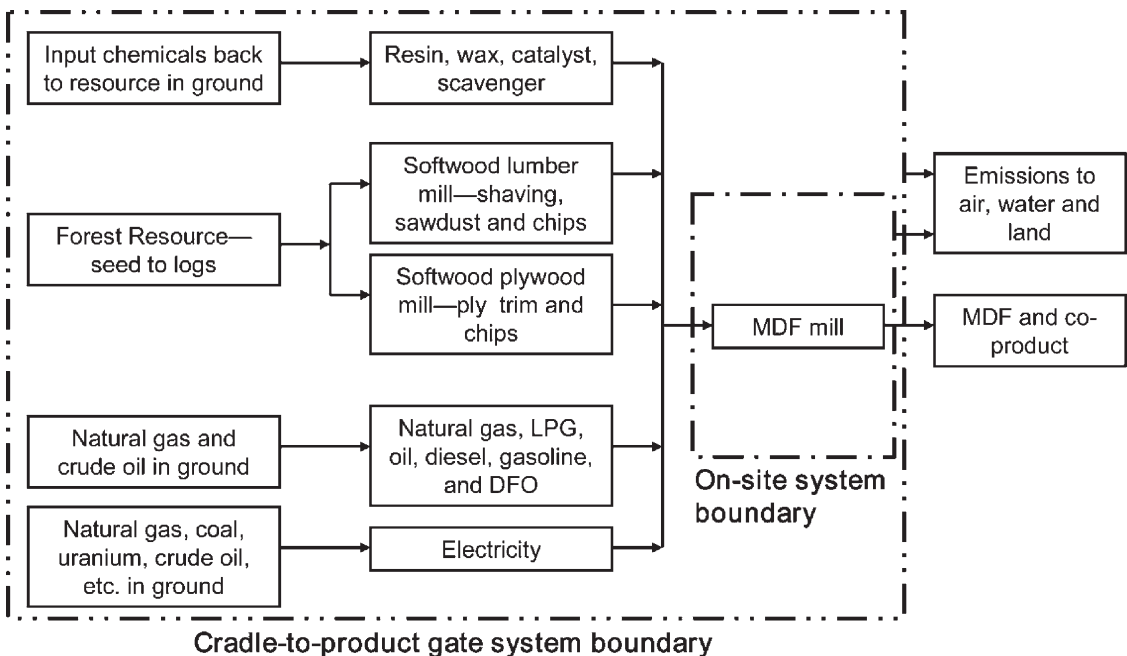 Input chemicals back
to resource in ground
Resin, wax, catalyst,
scavenger
Softwood lumber
mill—shaving,
sawdust and chips
Forest Resource—
seed to logs
Softwood plywood
mill—ply trim and
chips
MDF mill
Emissions to
air, water and
land
MDF and co-
product
Natural gas and
crude oil in ground
Natural gas, LPG,
oil, diesel, gasoline,
and DFO
On-site system
boundary
Natural gas, coal,
uranium, crude oil,
etc. in ground
Electricity
Cradle-to-product gate system boundary